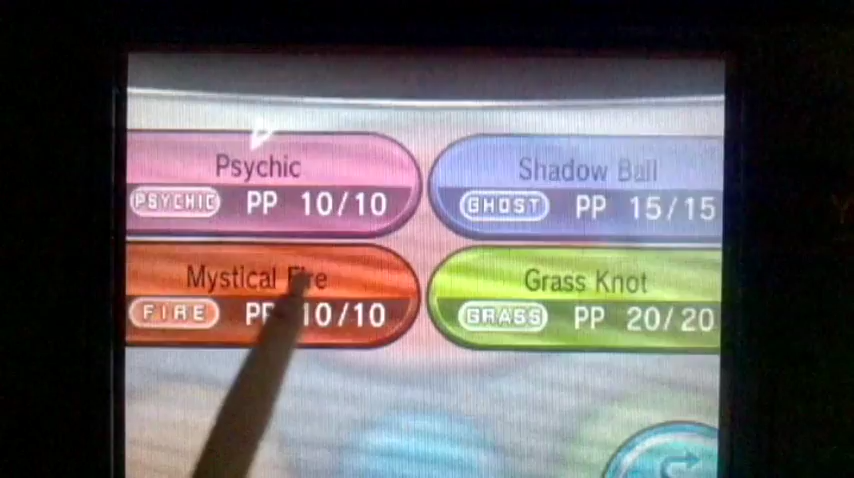 Psychic
PSYCHIC PP 10/10
Shadow Ball
GHOST PP 15/15
Mystical Fire
FIRE PP 10/10
Grass Knot
GRASS PP 20/20